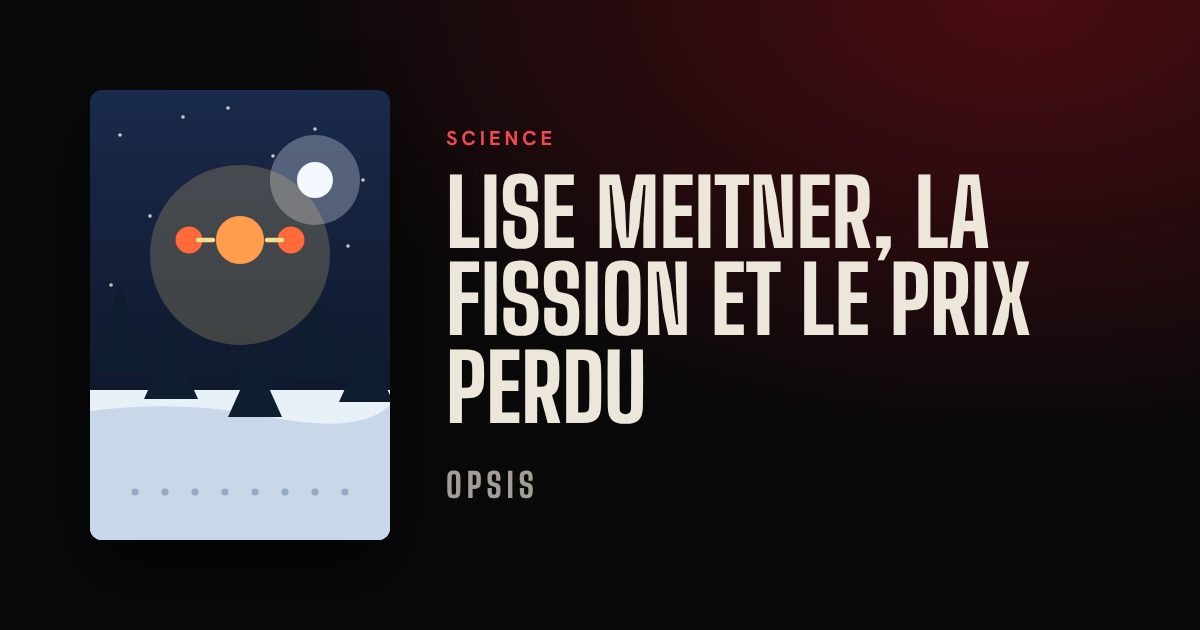 SCIENCE
LISE MEITNER, LA
FISSION ET LE PRIX
PERDU
OPSIS